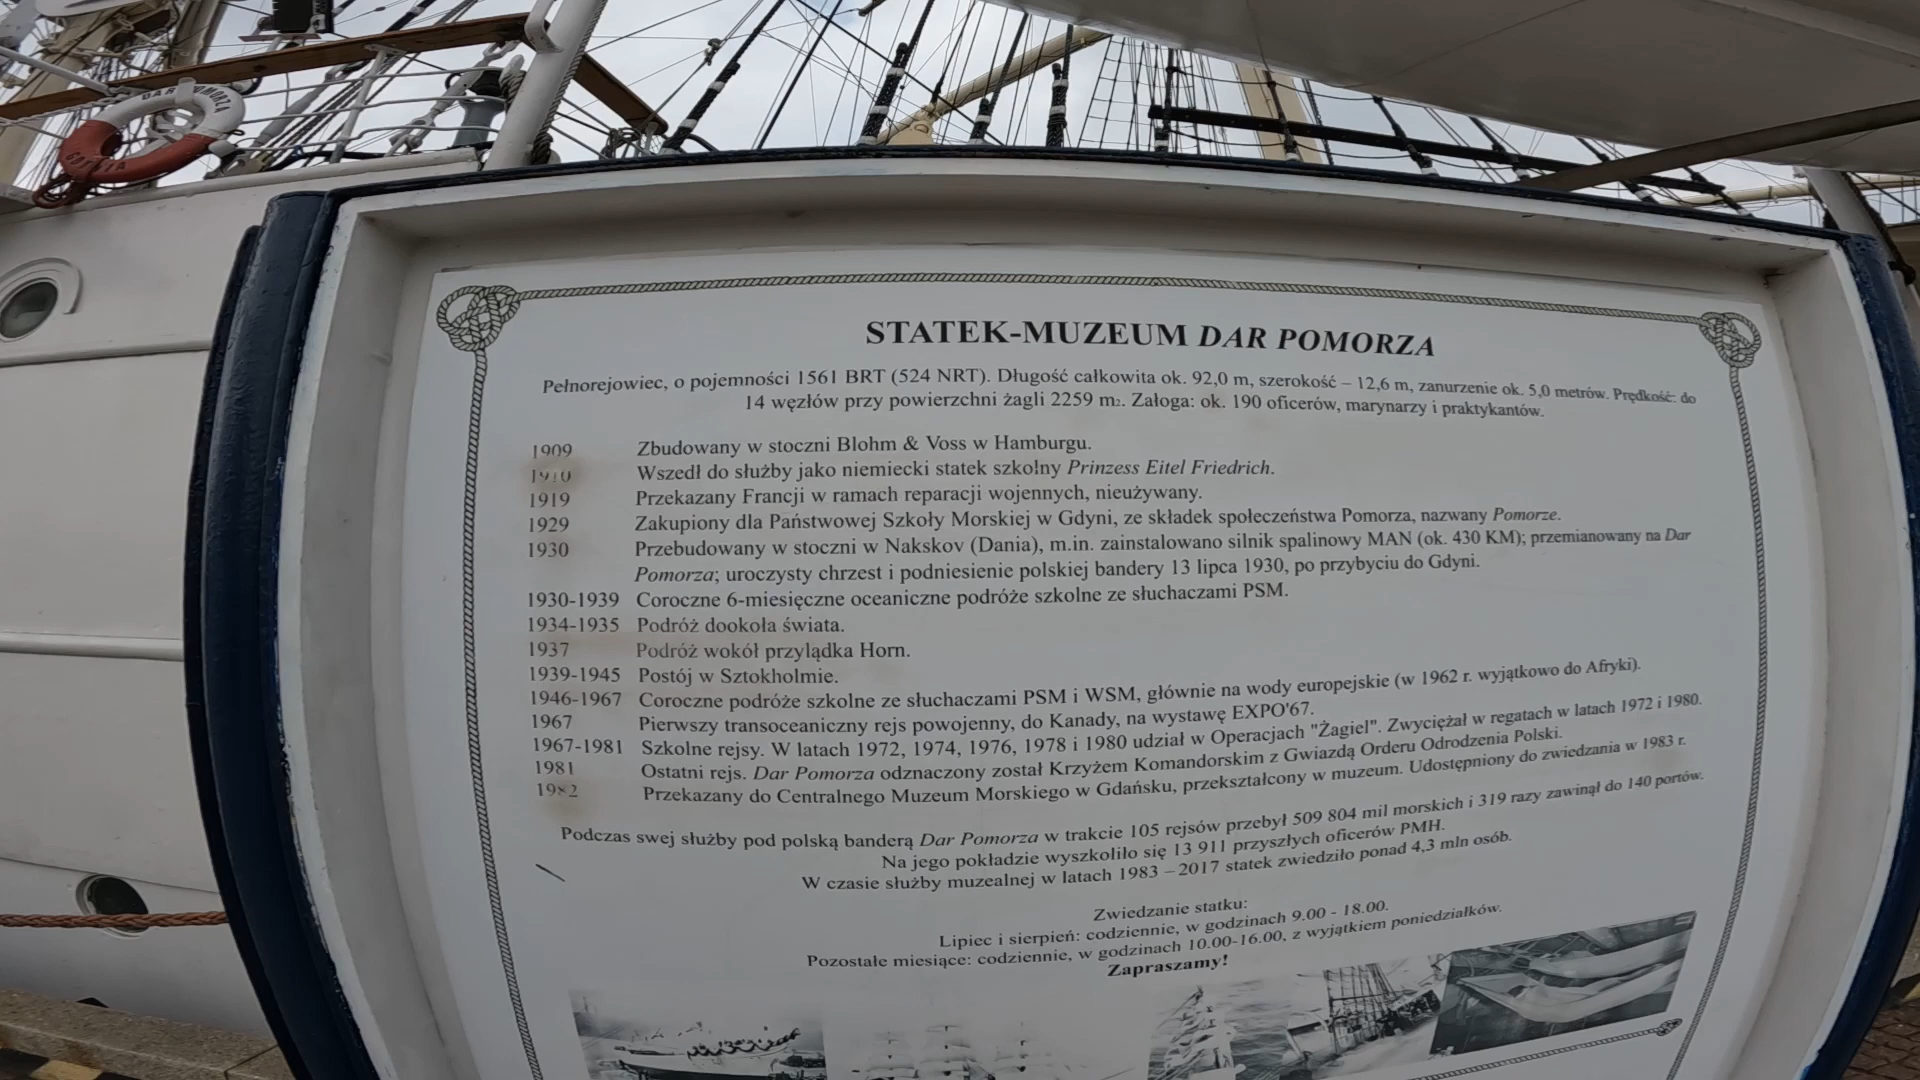 DAR POMORZA
GDYNIA
STATEK-MUZEUM DAR POMORZA
Pełnorejowiec, o pojemności 1561 BRT (524 NRT). Długość całkowita ok. 92,0 m, szerokość – 12,6 m, zanurzenie ok. 5,0 metrów. Prędkość: do
14 węzłów przy powierzchni żagli 2259 m2. Załoga: ok. 190 oficerów, marynarzy i praktykantów.
1909 Zbudowany w stoczni Blohm & Voss w Hamburgu.
1910 Wszedł do służby jako niemiecki statek szkolny Prinzess Eitel Friedrich.
1919 Przekazany Francji w ramach reparacji wojennych, nieużywany.
1929 Zakupiony dla Państwowej Szkoły Morskiej w Gdyni, ze składek społeczeństwa Pomorza, nazwany Pomorze.
1930 Przebudowany w stoczni w Nakskov (Dania), m.in. zainstalowano silnik spalinowy MAN (ok. 430 KM); przemianowany na Dar
Pomorza; uroczysty chrzest i podniesienie polskiej bandery 13 lipca 1930, po przybyciu do Gdyni.
1930-1939 Coroczne 6-miesięczne oceaniczne podróże szkolne ze słuchaczami PSM.
1934-1935 Podróż dookoła świata.
1937 Podróż wokół przylądka Horn.
1939-1945 Postój w Sztokholmie.
1946-1967 Coroczne podróże szkolne ze słuchaczami PSM i WSM, głównie na wody europejskie (w 1962 r. wyjątkowo do Afryki).
1967 Pierwszy transoceaniczny rejs powojenny, do Kanady, na wystawę EXPO'67.
1967-1981 Szkolne rejsy. W latach 1972, 1974, 1976, 1978 i 1980 udział w Operacjach "Żagiel". Zwyciężał w regatach w latach 1972 i 1980.
1981 Ostatni rejs. Dar Pomorza odznaczony został Krzyżem Komandorskim z Gwiazdą Orderu Odrodzenia Polski.
1982 Przekazany do Centralnego Muzeum Morskiego w Gdańsku, przekształcony w muzeum. Udostępniony do zwiedzania w 1983 r.
Podczas swej służby pod polską banderą Dar Pomorza w trakcie 105 rejsów przebył 509 804 mil morskich i 319 razy zawinął do 140 portów.
Na jego pokładzie wyszkoliło się 13 911 przyszłych oficerów PMH.
W czasie służby muzealnej w latach 1983 – 2017 statek zwiedziło ponad 4,3 mln osób.
Zwiedzanie statku:
Lipiec i sierpień: codziennie, w godzinach 9.00 - 18.00.
Pozostałe miesiące: codziennie, w godzinach 10.00-16.00, z wyjątkiem poniedziałków.
Zapraszamy!